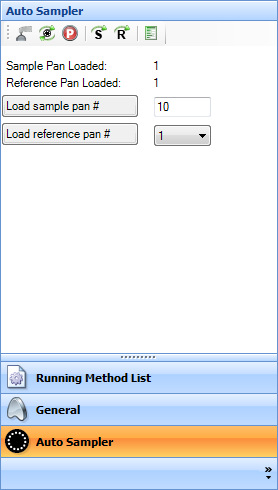 Auto Sampler
P S R
Sample Pan Loaded: 1
Reference Pan Loaded: 1
Load sample pan # 10
Load reference pan # 1
Running Method List
General
Auto Sampler
»